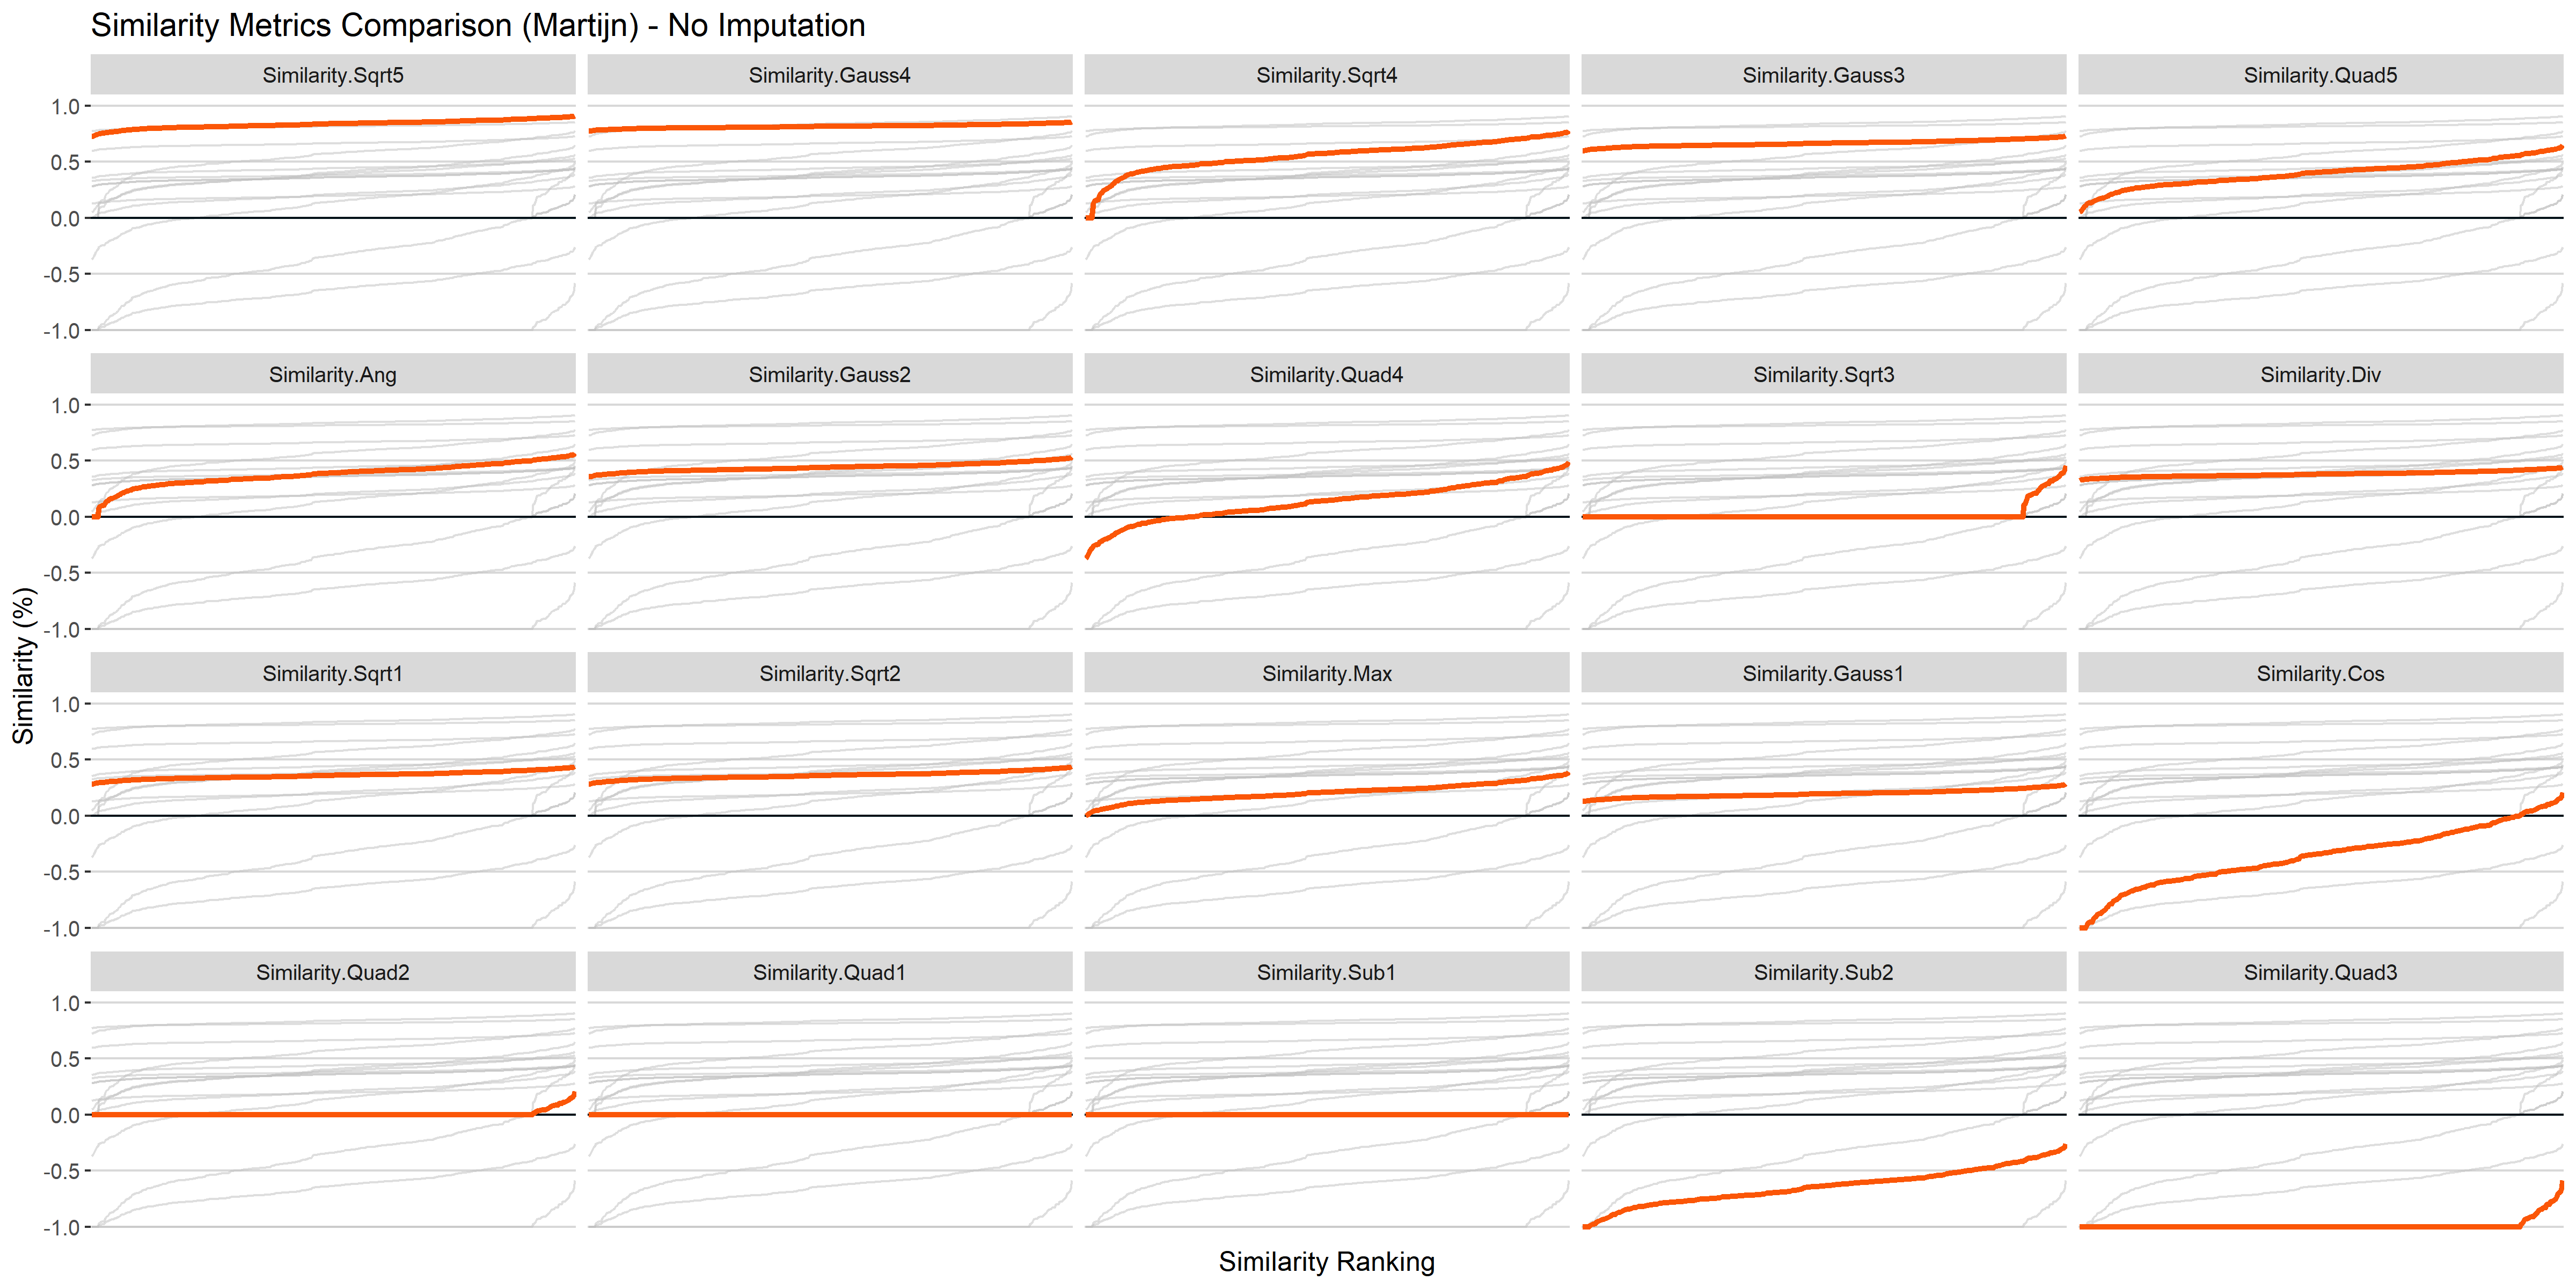 Similarity Metrics Comparison (Martijn) - No Imputation
Similarity.Sqrt5
Similarity.Gauss4
Similarity.Sqrt4
Similarity.Gauss3
Similarity.Quad5
1.0
0.5
0.0
-0.5
-1.0
Similarity.Ang
Similarity.Gauss2
Similarity.Quad4
Similarity.Sqrt3
Similarity.Div
1.0
0.5
0.0
-0.5
-1.0
Similarity (%)
Similarity.Sqrt1
Similarity.Sqrt2
Similarity.Max
Similarity.Gauss1
Similarity.Cos
1.0
0.5
0.0
-0.5
-1.0
Similarity.Quad2
Similarity.Quad1
Similarity.Sub1
Similarity.Sub2
Similarity.Quad3
1.0
0.5
0.0
-0.5
-1.0
Similarity Ranking